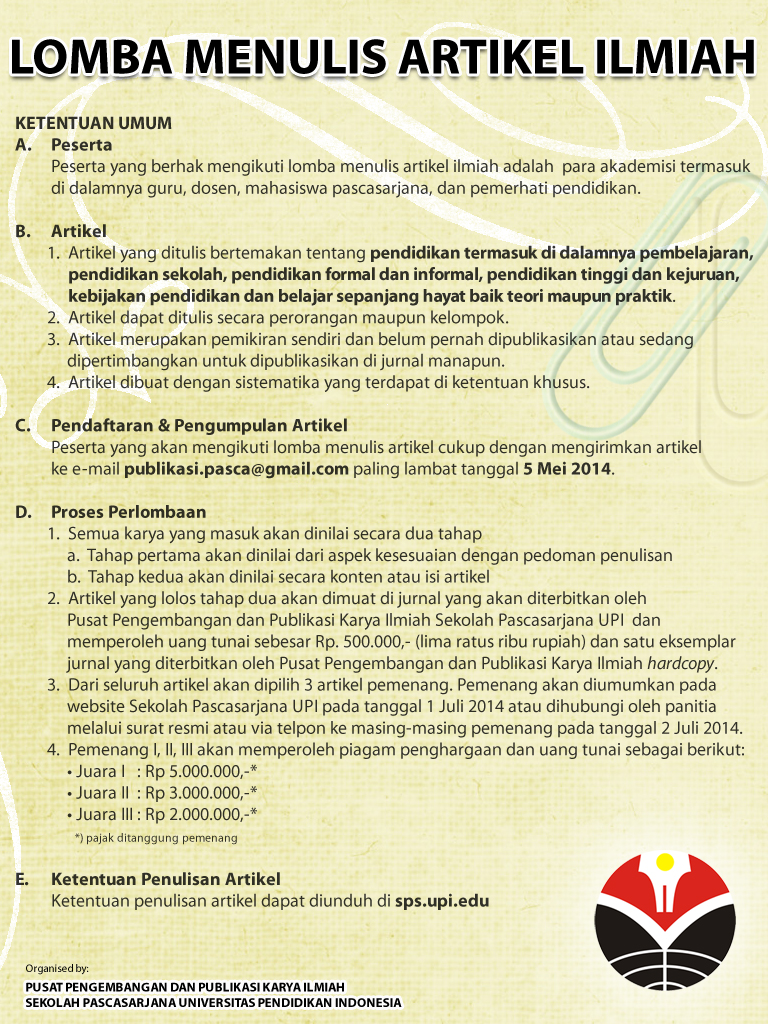 LOMBA MENULIS ARTIKEL ILMIAH
KETENTUAN UMUM
A. Peserta
Peserta yang berhak mengikuti lomba menulis artikel ilmiah adalah para akademisi termasuk
di dalamnya guru, dosen, mahasiswa pascasarjana, dan pemerhati pendidikan.
B. Artikel
1. Artikel yang ditulis bertemakan tentang pendidikan termasuk di dalamnya pembelajaran,
pendidikan sekolah, pendidikan formal dan informal, pendidikan tinggi dan kejuruan,
kebijakan pendidikan dan belajar sepanjang hayat baik teori maupun praktik.
2. Artikel dapat ditulis secara perorangan maupun kelompok.
3. Artikel merupakan pemikiran sendiri dan belum pernah dipublikasikan atau sedang
dipertimbangkan untuk dipublikasikan di jurnal manapun.
4. Artikel dibuat dengan sistematika yang terdapat di ketentuan khusus.
C. Pendaftaran & Pengumpulan Artikel
Peserta yang akan mengikuti lomba menulis artikel cukup dengan mengirimkan artikel
ke e-mail publikasi.pasca@gmail.com paling lambat tanggal 5 Mei 2014.
D. Proses Perlombaan
1. Semua karya yang masuk akan dinilai secara dua tahap
a. Tahap pertama akan dinilai dari aspek kesesuaian dengan pedoman penulisan
b. Tahap kedua akan dinilai secara konten atau isi artikel
2. Artikel yang lolos tahap dua akan dimuat di jurnal yang akan diterbitkan oleh
Pusat Pengembangan dan Publikasi Karya Ilmiah Sekolah Pascasarjana UPI dan
memperoleh uang tunai sebesar Rp. 500.000,- (lima ratus ribu rupiah) dan satu eksemplar
jurnal yang diterbitkan oleh Pusat Pengembangan dan Publikasi Karya Ilmiah hardcopy.
3. Dari seluruh artikel akan dipilih 3 artikel pemenang. Pemenang akan diumumkan pada
website Sekolah Pascasarjana UPI pada tanggal 1 Juli 2014 atau dihubungi oleh panitia
melalui surat resmi atau via telpon ke masing-masing pemenang pada tanggal 2 Juli 2014.
4. Pemenang I, II, III akan memperoleh piagam penghargaan dan uang tunai sebagai berikut:
• Juara I : Rp 5.000.000,-*
• Juara II : Rp 3.000.000,-*
• Juara III : Rp 2.000.000,-*
*) pajak ditanggung pemenang
E. Ketentuan Penulisan Artikel
Ketentuan penulisan artikel dapat diunduh di sps.upi.edu
Organised by:
PUSAT PENGEMBANGAN DAN PUBLIKASI KARYA ILMIAH
SEKOLAH PASCASARJANA UNIVERSITAS PENDIDIKAN INDONESIA